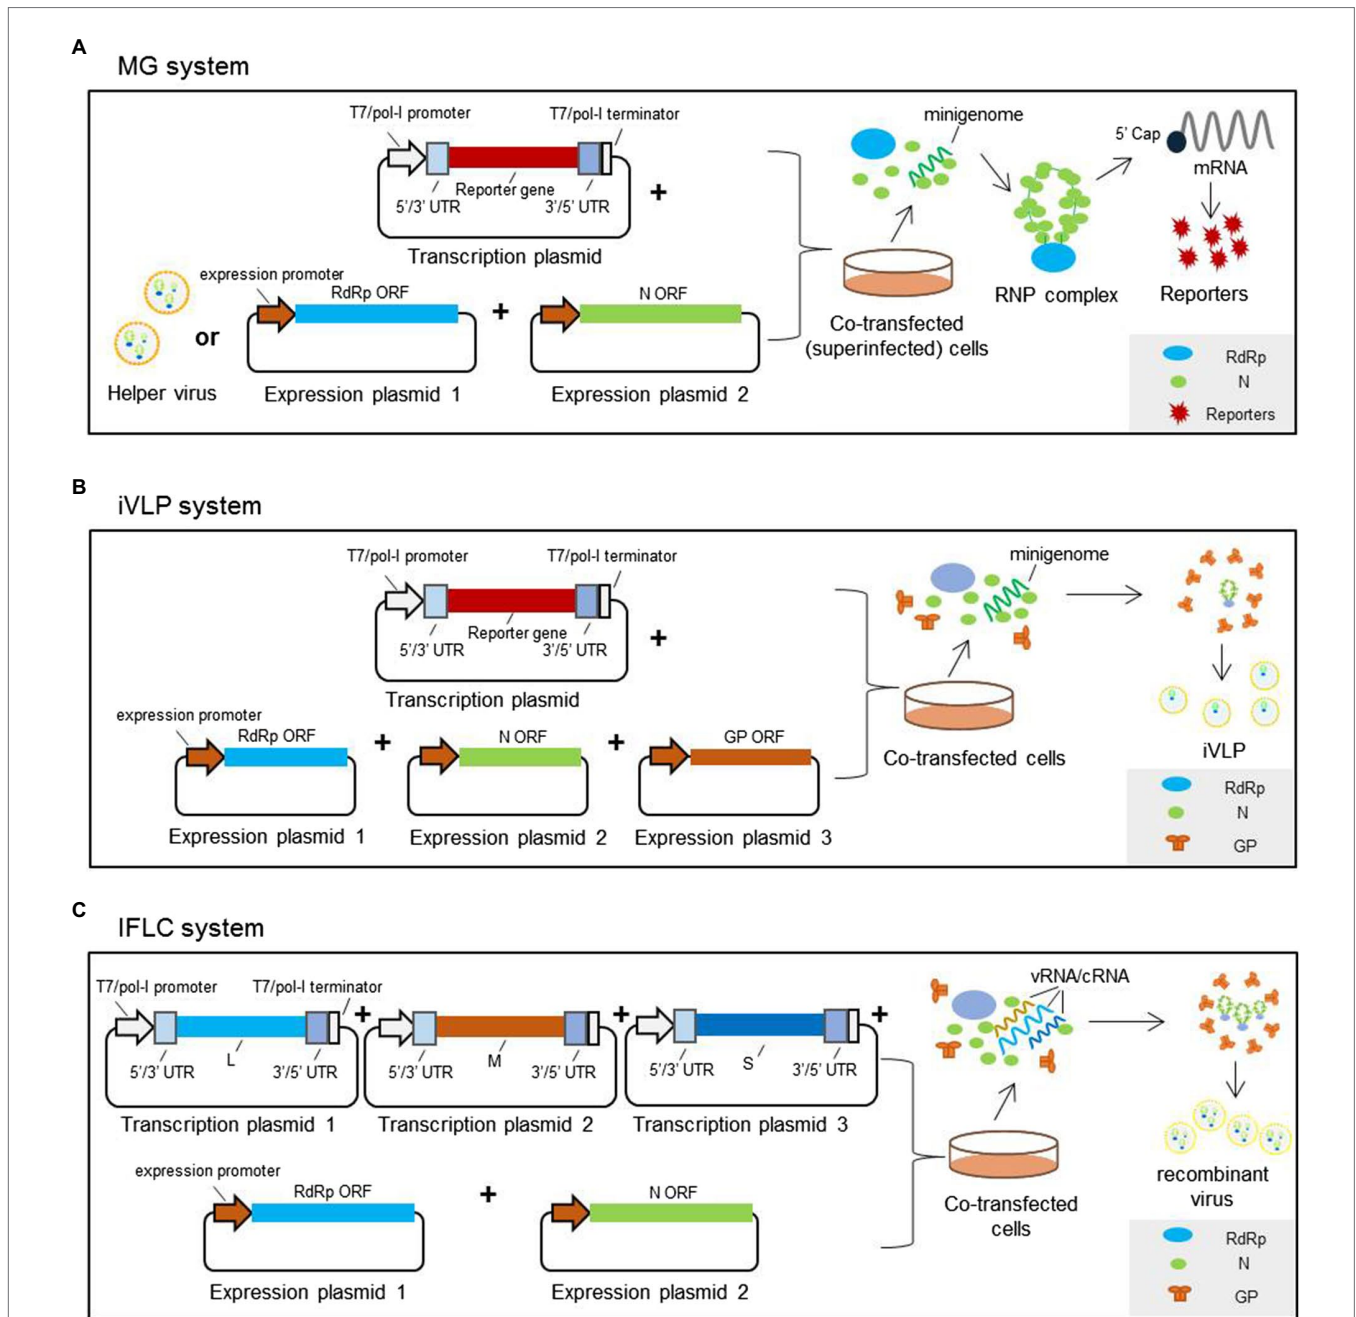 A
MG system
T7/pol-I promoter
T7/pol-I terminator
Reporter gene
5'/3' UTR
3'/5' UTR
+
Transcription plasmid
expression promoter
RdRp ORF
+
N ORF
or
Helper virus
Expression plasmid 1
Expression plasmid 2
minigenome
5' Cap
mRNA
RNP complex
Reporters
Co-transfected
(superinfected) cells
RdRp
N
Reporters
B
iVLP system
T7/pol-I promoter
T7/pol-I terminator
Reporter gene
5'/3' UTR
3'/5' UTR
+
Transcription plasmid
expression promoter
RdRp ORF
+
N ORF
+
GP ORF
Expression plasmid 1
Expression plasmid 2
Expression plasmid 3
minigenome
Co-transfected cells
iVLP
RdRp
N
GP
C
IFLC system
T7/pol-I promoter
T7/pol-I terminator
+
+
+
5'/3' UTR
L
3'/5' UTR
5'/3' UTR
M
3'/5' UTR
5'/3' UTR
S
3'/5' UTR
Transcription plasmid 1
Transcription plasmid 2
Transcription plasmid 3
expression promoter
RdRp ORF
+
N ORF
Expression plasmid 1
Expression plasmid 2
vRNA/cRNA
Co-transfected
cells
recombinant
virus
RdRp
N
GP